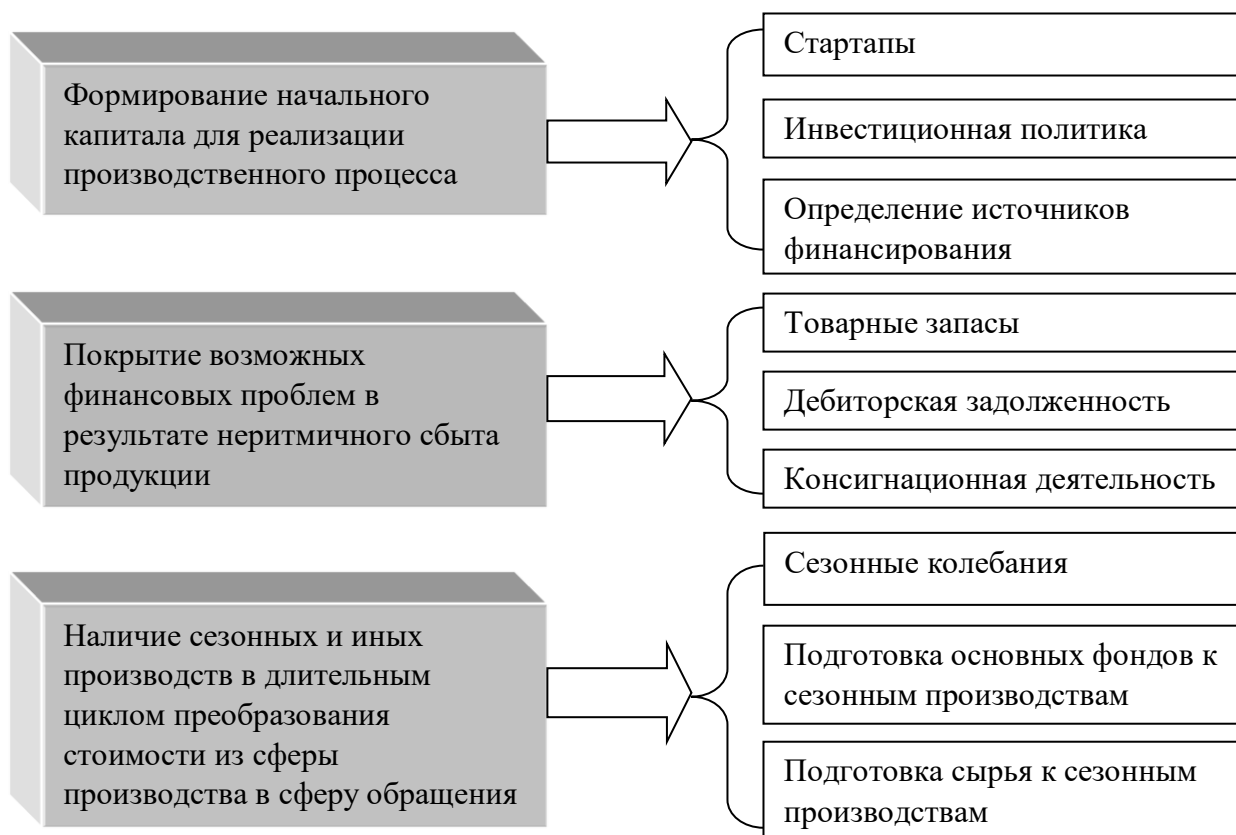 Формирование начального
капитала для реализации
производственного процесса
Стартапы
Инвестиционная политика
Определение источников
финансирования
Покрытие возможных
финансовых проблем в
результате неритмичного сбыта
продукции
Товарные запасы
Дебиторская задолженность
Консигнационная деятельность
Наличие сезонных и иных
производств в длительным
циклом преобразования
стоимости из сферы
производства в сферу обращения
Сезонные колебания
Подготовка основных фондов к
сезонным производствам
Подготовка сырья к сезонным
производствам